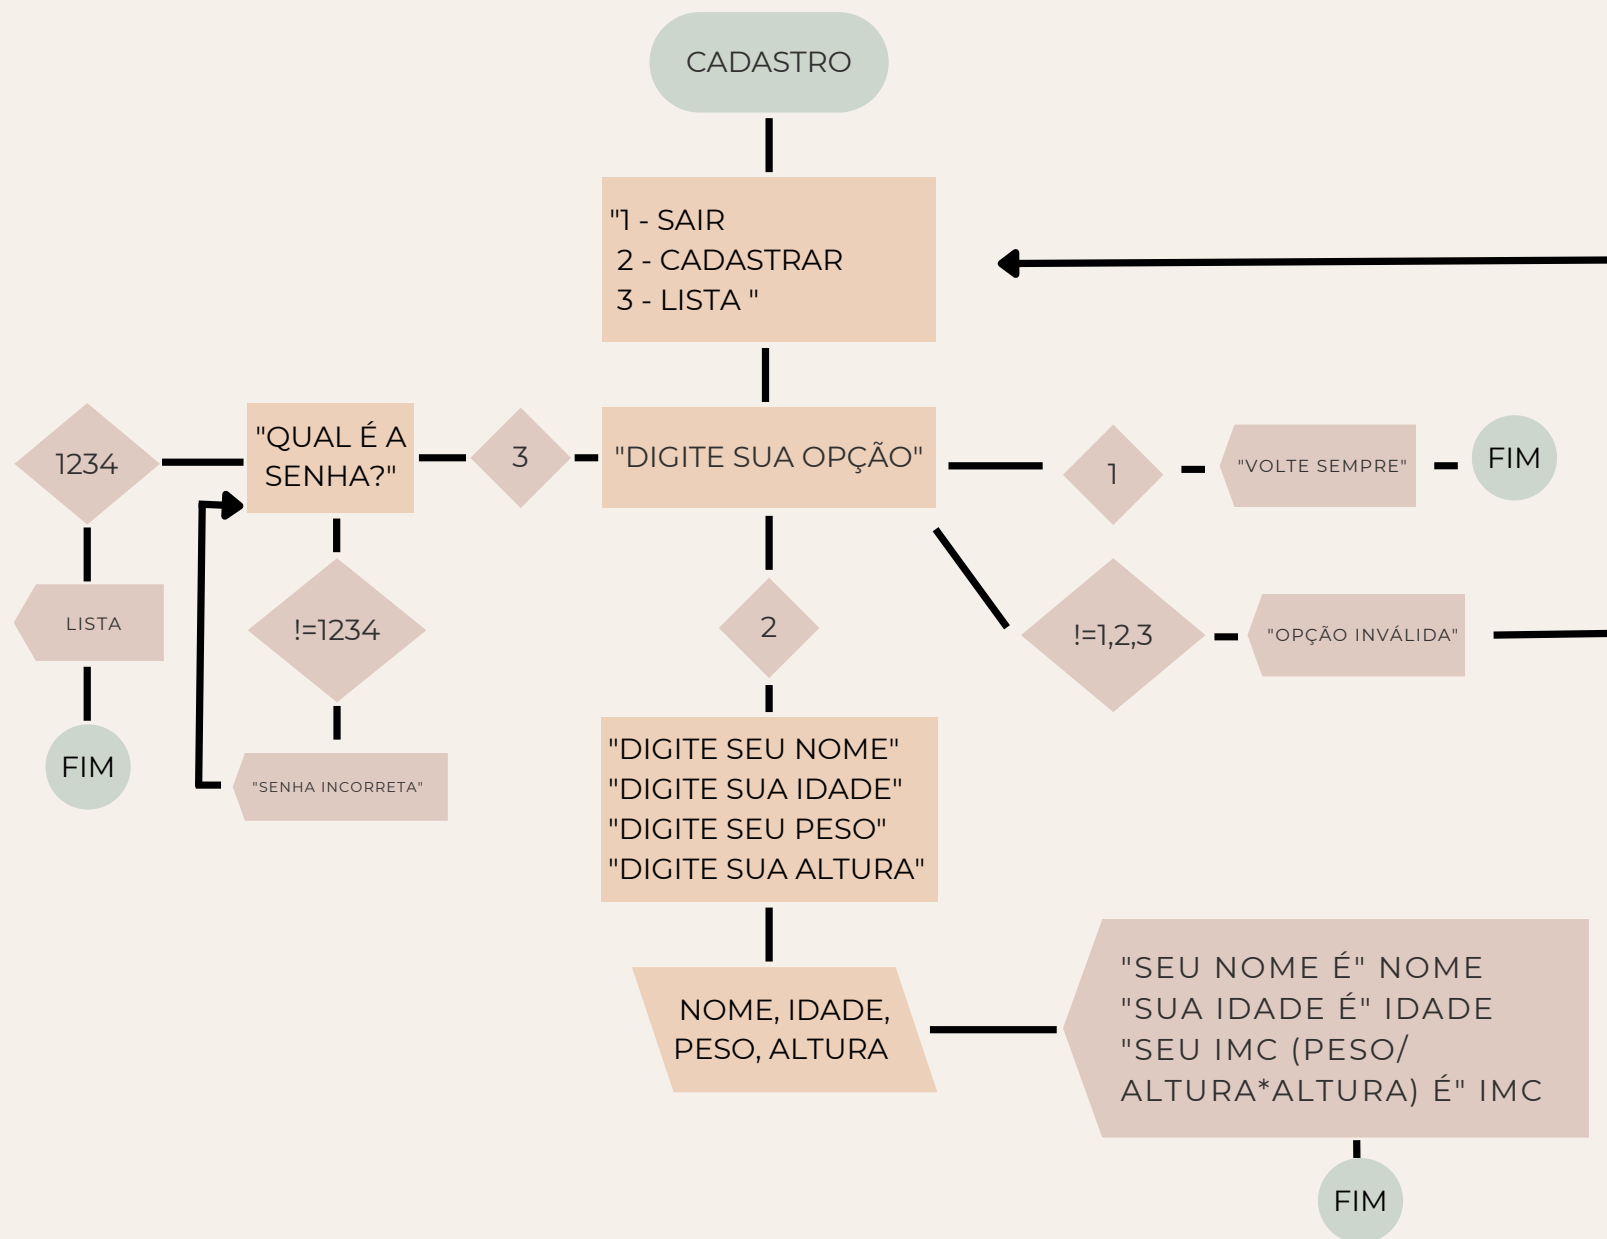 CADASTRO
"1 - SAIR
2 - CADASTRAR
3 - LISTA "
"DIGITE SUA OPÇÃO"
1
"VOLTE SEMPRE"
FIM
!=1,2,3
"OPÇÃO INVÁLIDA"
3
"QUAL É A
SENHA?"
1234
LISTA
FIM
!=1234
"SENHA INCORRETA"
2
"DIGITE SEU NOME"
"DIGITE SUA IDADE"
"DIGITE SEU PESO"
"DIGITE SUA ALTURA"
NOME, IDADE,
PESO, ALTURA
"SEU NOME É" NOME
"SUA IDADE É" IDADE
"SEU IMC (PESO/
ALTURA*ALTURA) É" IMC
FIM